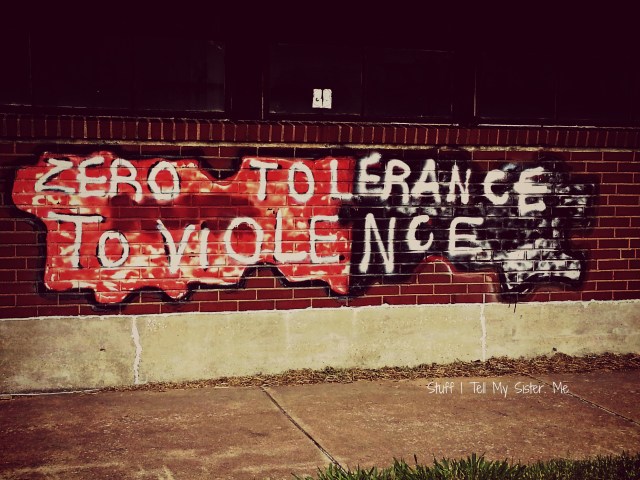 ZERO TOLERANCE
TO VIOLENCE
Stuff I Tell My Sister. Me